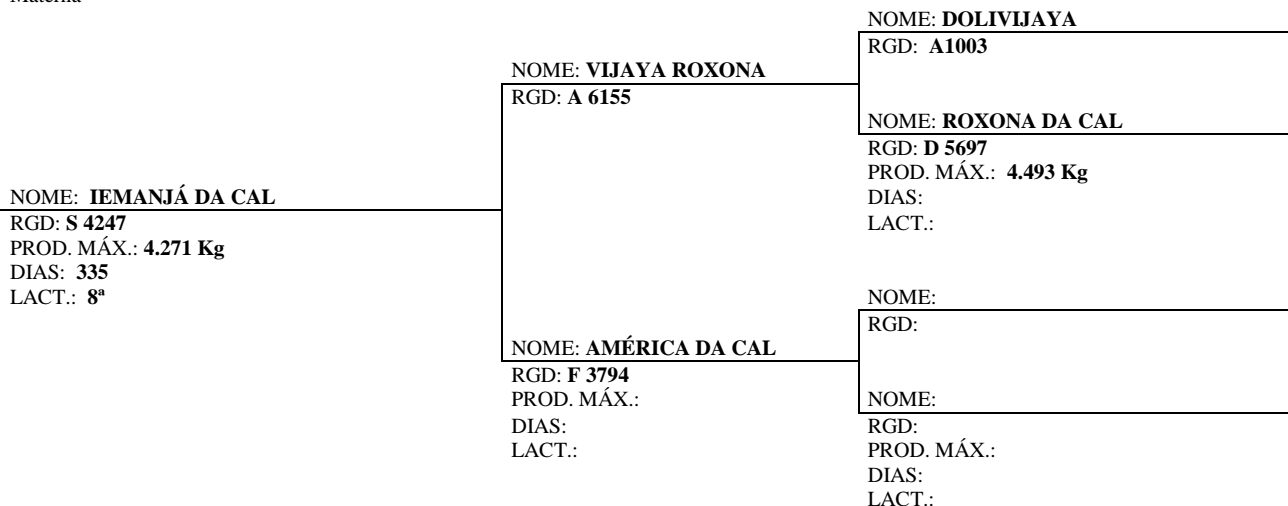 Materna
NOME: DOLIVIJAYA
RGD: A1003
NOME: VIJAYA ROXONA
RGD: A 6155
NOME: ROXONA DA CAL
RGD: D 5697
PROD. MÁX.: 4.493 Kg
DIAS:
LACT.:
NOME: IEMANJÁ DA CAL
RGD: S 4247
PROD. MÁX.: 4.271 Kg
DIAS: 335
LACT.: 8ª
NOME:
RGD:
NOME: AMÉRICA DA CAL
RGD: F 3794
PROD. MÁX.:
DIAS:
LACT.:
NOME:
RGD:
PROD. MÁX.:
DIAS:
LACT.: